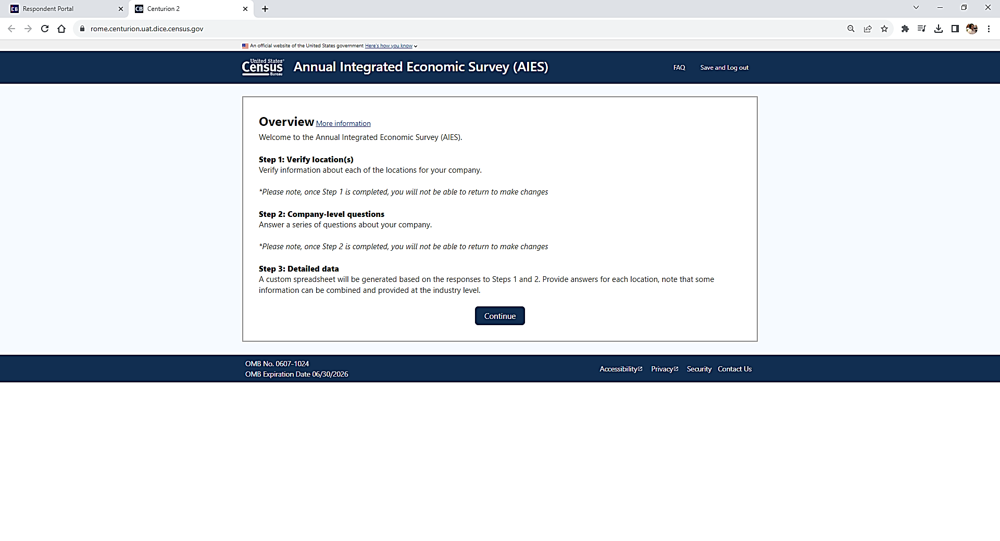 Respondent Portal
Centurion 2
rome.centurion.uat.dice.census.gov
An official website of the United States government Here's how you know
United States®
Census
Bureau
Annual Integrated Economic Survey (AIES)
FAQ
Save and Log out
Overview More information
Welcome to the Annual Integrated Economic Survey (AIES).
Step 1: Verify location(s)
Verify information about each of the locations for your company.
*Please note, once Step 1 is completed, you will not be able to return to make changes
Step 2: Company-level questions
Answer a series of questions about your company.
*Please note, once Step 2 is completed, you will not be able to return to make changes
Step 3: Detailed data
A custom spreadsheet will be generated based on the responses to Steps 1 and 2. Provide answers for each location, note that some
information can be combined and provided at the industry level.
Continue
OMB No. 0607-1024
OMB Expiration Date 06/30/2026
Accessibility Privacy Security Contact Us